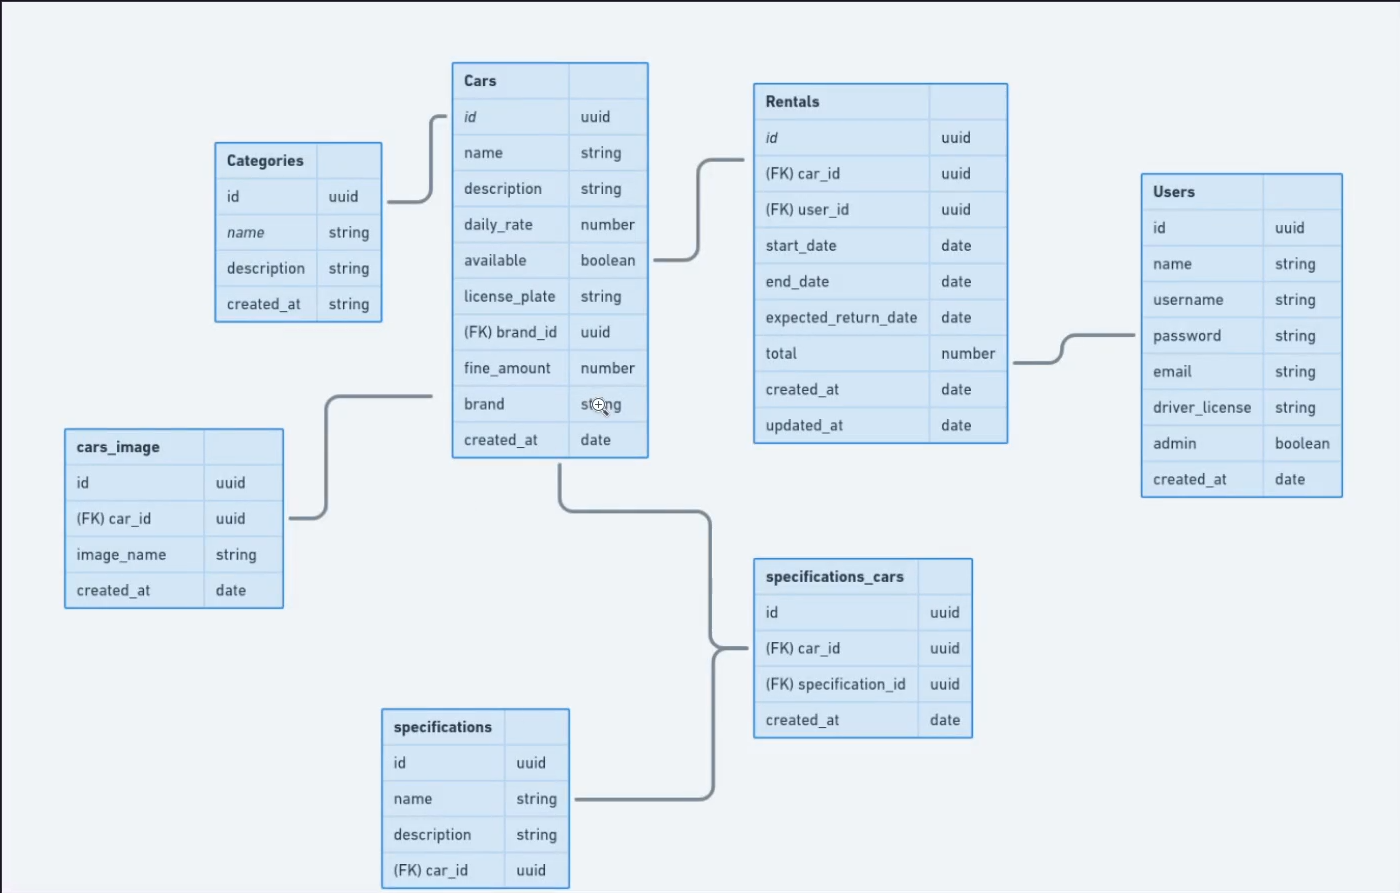 Cars
id uuid
name string
description string
daily_rate number
available boolean
license_plate string
(FK) brand_id uuid
fine_amount number
brand
created_at date
Rentals
id uuid
(FK) car_id uuid
(FK) user_id uuid
start_date date
end_date date
expected_return_date date
total number
created_at date
updated_at date
Categories
id uuid
name string
description string
created_at string
Users
id uuid
name string
username string
password string
email string
driver_license string
admin boolean
created_at date
cars_image
id uuid
(FK) car_id uuid
image_name string
created_at date
specifications_cars
id uuid
(FK) car_id uuid
(FK) specification_id uuid
created_at date
specifications
id uuid
name string
description string
(FK) car_id uuid